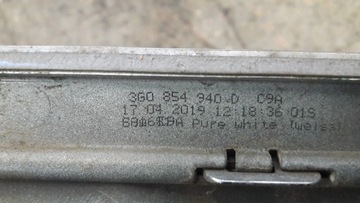 3G0 854 940 D C9A
17.04.2019 12:18:36 01S
Pure White